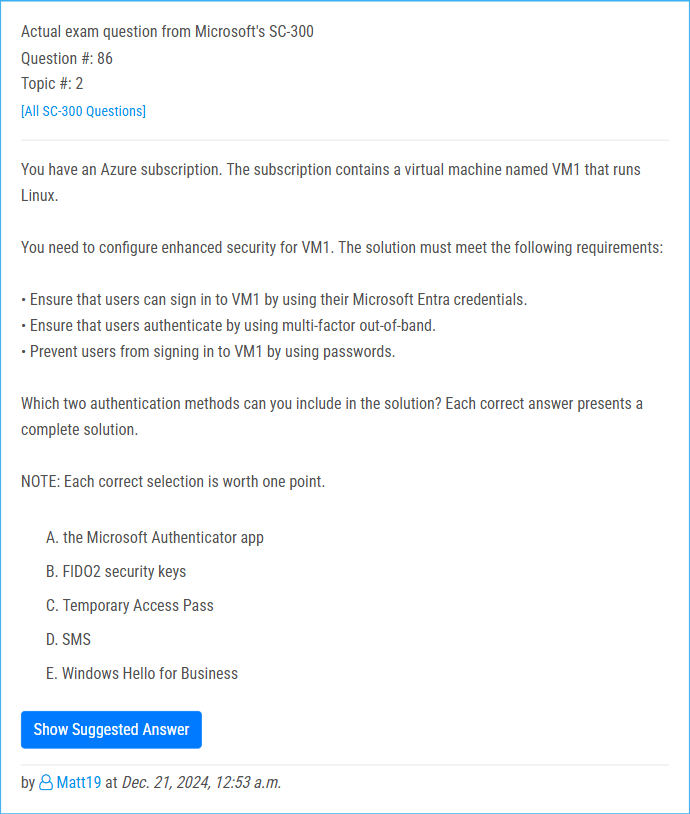 Actual exam question from Microsoft's SC-300
Question #: 86
Topic #: 2
[All SC-300 Questions]
You have an Azure subscription. The subscription contains a virtual machine named VM1 that runs
Linux.
You need to configure enhanced security for VM1. The solution must meet the following requirements:
• Ensure that users can sign in to VM1 by using their Microsoft Entra credentials.
• Ensure that users authenticate by using multi-factor out-of-band.
• Prevent users from signing in to VM1 by using passwords.
Which two authentication methods can you include in the solution? Each correct answer presents a
complete solution.
NOTE: Each correct selection is worth one point.
A. the Microsoft Authenticator app
B. FIDO2 security keys
C. Temporary Access Pass
D. SMS
E. Windows Hello for Business
Show Suggested Answer
by Matt19 at Dec. 21, 2024, 12:53 a.m.